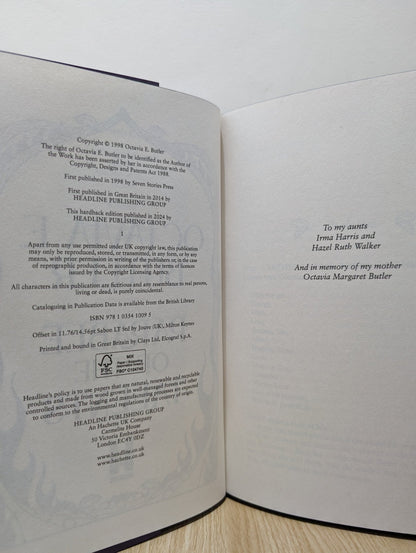 Copyright © 1998 Octavia E. Butler
The right of Octavia E. Butler to be identified as the Author of
the Work has been asserted by her in accordance with the
Copyright, Designs and Patents Act 1988.
First published in 1998 by Seven Stories Press
First published in Great Britain in 2014 by
HEADLINE PUBLISHING GROUP
This hardback edition published in 2024 by
HEADLINE PUBLISHING GROUP
1
Apart from any use permitted under UK copyright law, this publication
may only be reproduced, stored, or transmitted, in any form, or by any
means, with prior permission in writing of the publishers or, in the case
of reprographic production, in accordance with the terms of licences
issued by the Copyright Licensing Agency.
All characters in this publication are fictitious and any resemblance to real persons,
living or dead, is purely coincidental.
Cataloguing in Publication Data is available from the British Library
ISBN 978 1 0354 1009 5
Offset in 11.76/14.56pt Sabon LT Std by Jouve (UK), Milton Keynes
Printed and bound in Great Britain by Clays Ltd, Elcograf S.p.A.
FSC
MIX
Paper | Supporting
responsible forestry
FSC® C104740
Headline's policy is to use papers that are natural, renewable and recyclable
products and made from wood grown in well-managed forests and other
controlled sources. The logging and manufacturing processes are expected
to conform to the environmental regulations of the country of origin.
HEADLINE PUBLISHING GROUP
An Hachette UK Company
Carmelite House
50 Victoria Embankment
London EC4Y 0DZ
www.headline.co.uk
www.hachette.co.uk
To my aunts
Irma Harris and
Hazel Ruth Walker
And in memory of my mother
Octavia Margaret Butler